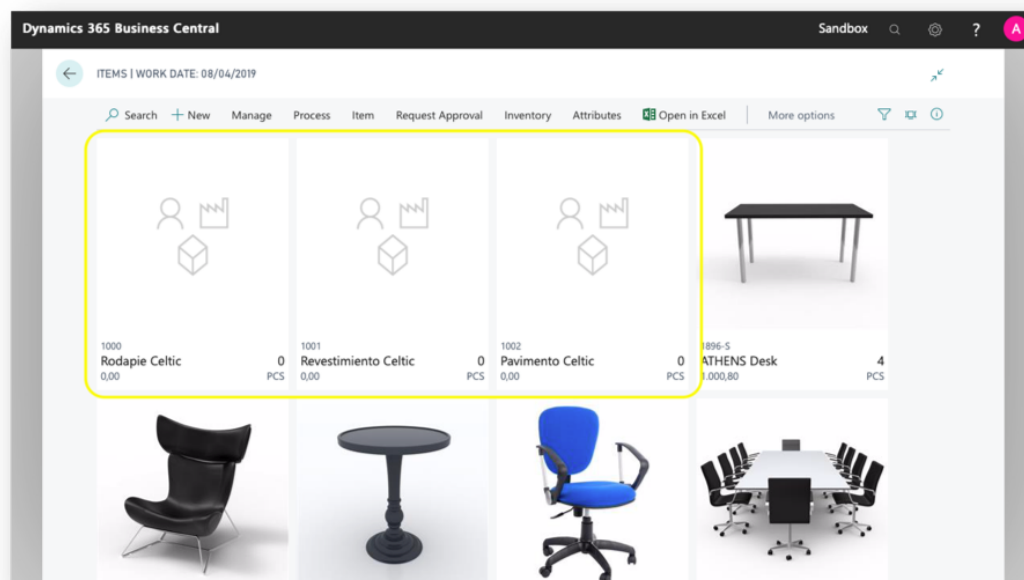 Dynamics 365 Business Central
Sandbox
?
A
ITEMS | WORK DATE: 08/04/2019
Search
New
Manage
Process
Item
Request Approval
Inventory
Attributes
Open in Excel
More options
1000
Rodapie Celtic 0
0,00 PCS
1001
Revestimiento Celtic 0
0,00 PCS
1002
Pavimento Celtic 0
0,00 PCS
1896-S
ATHENS Desk 4
1.000,80 PCS